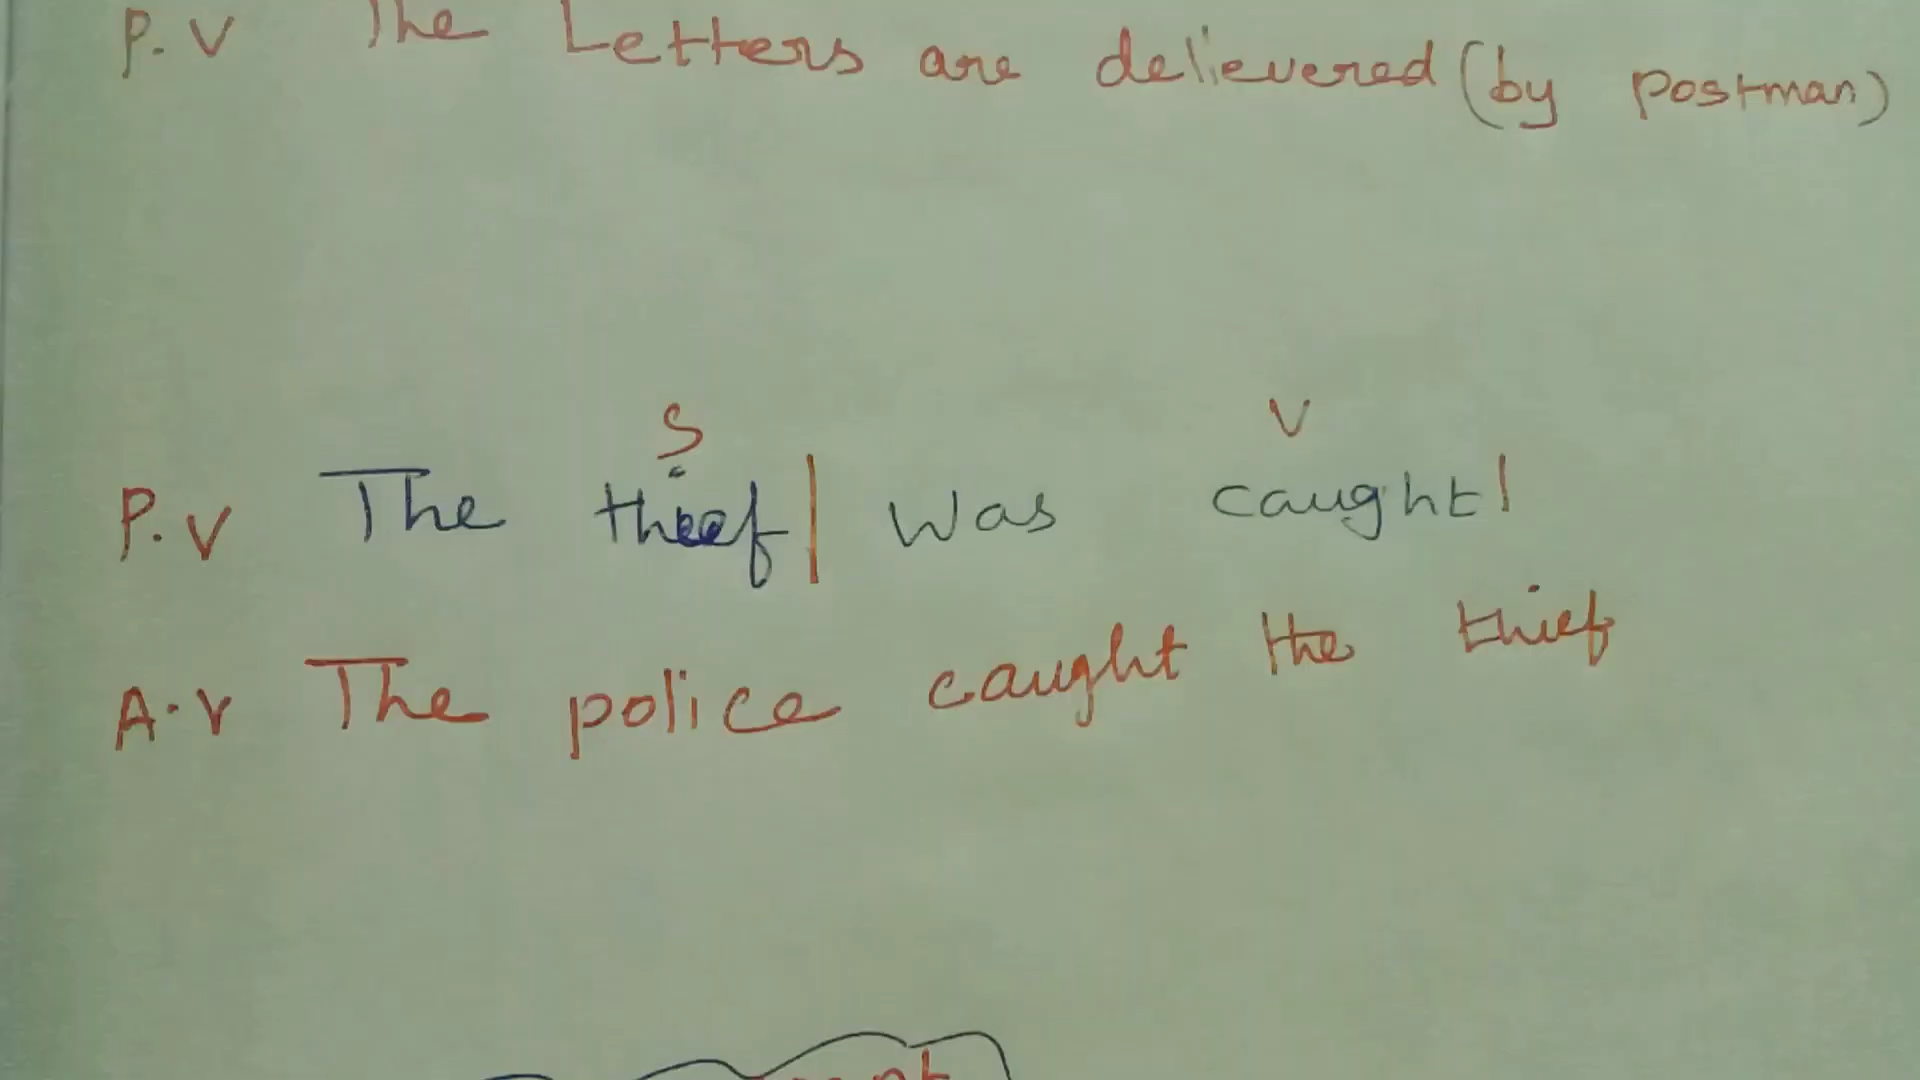 P.V The Letters are delievered (by postman)
S V
P.V The thief | was caught |
A.V The police caught the thief